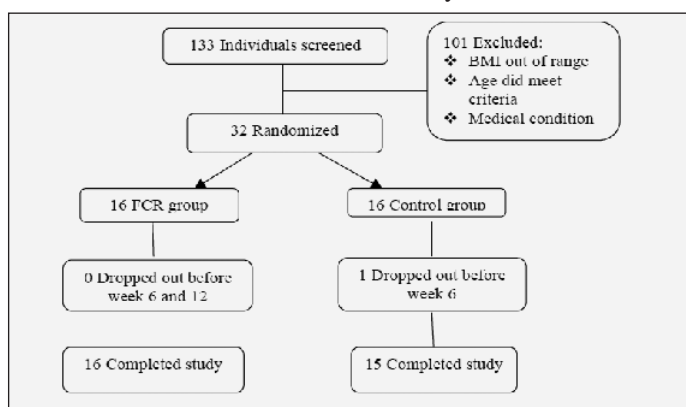 133 Individuals screened
101 Excluded:
❖ BMI out of range
❖ Age did meet
criteria
❖ Medical condition
32 Randomized
16 FCR group
16 Control group
0 Dropped out before
week 6 and 12
1 Dropped out before
week 6
16 Completed study
15 Completed study